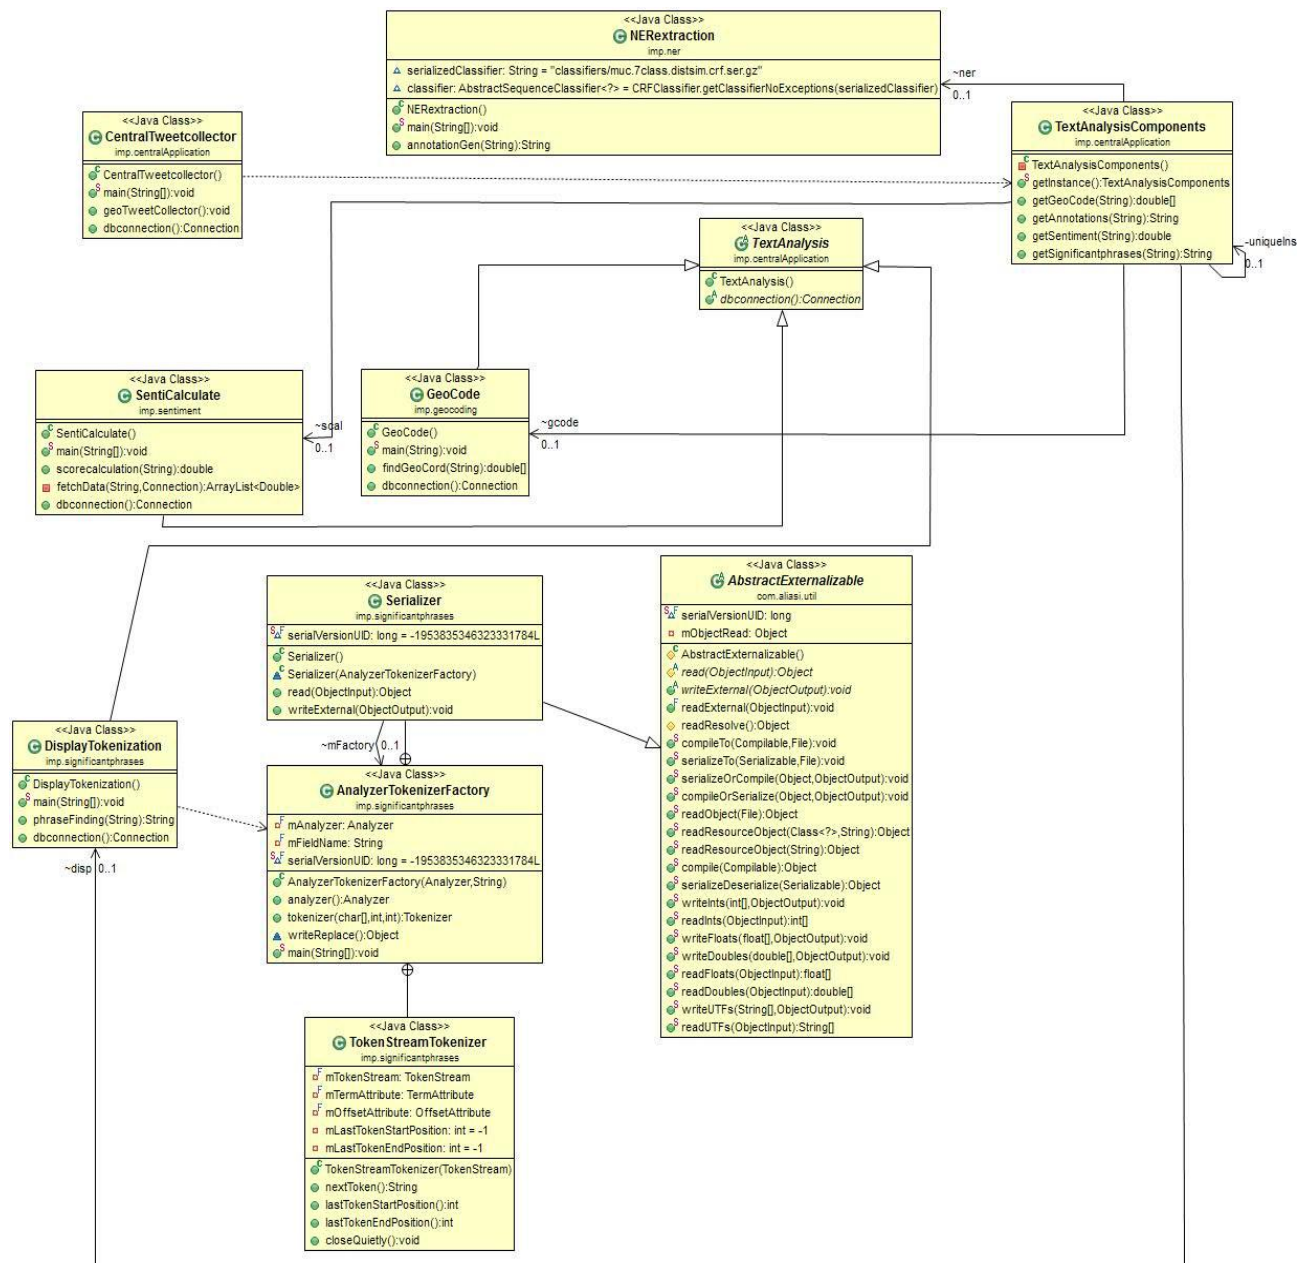 <<Java Class>>
NERextraction
imp.ner
serializedClassifier: String = "classifiers/muc.7class.distsim.crf.ser.gz"
classifier: AbstractSequenceClassifier<?> = CRFClassifier.getClassifierNoExceptions(serializedClassifier)
NERextraction()
main(String[]):void
annotationGen(String):String
~ner
0..1
<<Java Class>>
CentralTweetcollector
imp.centralApplication
CentralTweetcollector()
main(String[]):void
geoTweetCollector():void
dbconnection():Connection
<<Java Class>>
TextAnalysisComponents
imp.centralApplication
TextAnalysisComponents()
getInstance():TextAnalysisComponents
getGeoCode(String):double[]
getAnnotations(String):String
getSentiment(String):double
getSignificantphrases(String):String
-uniqueIns
0..1
<<Java Class>>
TextAnalysis
imp.centralApplication
TextAnalysis()
dbconnection():Connection
<<Java Class>>
SentiCalculate
imp.sentiment
SentiCalculate()
main(String[]):void
scorecalculation(String):double
fetchData(String,Connection):ArrayList<Double>
dbconnection():Connection
~scal
0..1
<<Java Class>>
GeoCode
imp.geocoding
GeoCode()
main(String):void
findGeoCord(String):double[]
dbconnection():Connection
~gcode
0..1
<<Java Class>>
Serializer
imp.significantphrases
serialVersionUID: long = -1953835346323331784L
Serializer()
Serializer(AnalyzerTokenizerFactory)
read(ObjectInput):Object
writeExternal(ObjectOutput):void
~mFactory
0..1
<<Java Class>>
AbstractExternalizable
com.aliasi.util
serialVersionUID: long
mObjectRead: Object
AbstractExternalizable()
read(ObjectInput):Object
writeExternal(ObjectOutput):void
readExternal(ObjectInput):void
readResolve():Object
compileTo(Compilable,File):void
serializeTo(Serializable,File):void
serializeOrCompile(Object,ObjectOutput):void
compileOrSerialize(Object,ObjectOutput):void
readObject(File):Object
readResourceObject(Class<?>,String):Object
readResourceObject(String):Object
compile(Compilable):Object
serializeDeserialize(Serializable):Object
writeInts(int[],ObjectOutput):void
readInts(ObjectInput):int[]
writeFloats(float[],ObjectOutput):void
writeDoubles(double[],ObjectOutput):void
readFloats(ObjectInput):float[]
readDoubles(ObjectInput):double[]
writeUTFs(String[],ObjectOutput):void
readUTFs(ObjectInput):String[]
<<Java Class>>
DisplayTokenization
imp.significantphrases
DisplayTokenization()
main(String[]):void
phraseFinding(String):String
dbconnection():Connection
~disp
0..1
<<Java Class>>
AnalyzerTokenizerFactory
imp.significantphrases
mAnalyzer: Analyzer
mFieldName: String
serialVersionUID: long = -1953835346323331784L
AnalyzerTokenizerFactory(Analyzer,String)
analyzer():Analyzer
tokenizer(char[],int,int):Tokenizer
writeReplace():Object
main(String[]):void
<<Java Class>>
TokenStreamTokenizer
imp.significantphrases
mTokenStream: TokenStream
mTermAttribute: TermAttribute
mOffsetAttribute: OffsetAttribute
mLastTokenStartPosition: int = -1
mLastTokenEndPosition: int = -1
TokenStreamTokenizer(TokenStream)
nextToken():String
lastTokenStartPosition():int
lastTokenEndPosition():int
closeQuietly():void